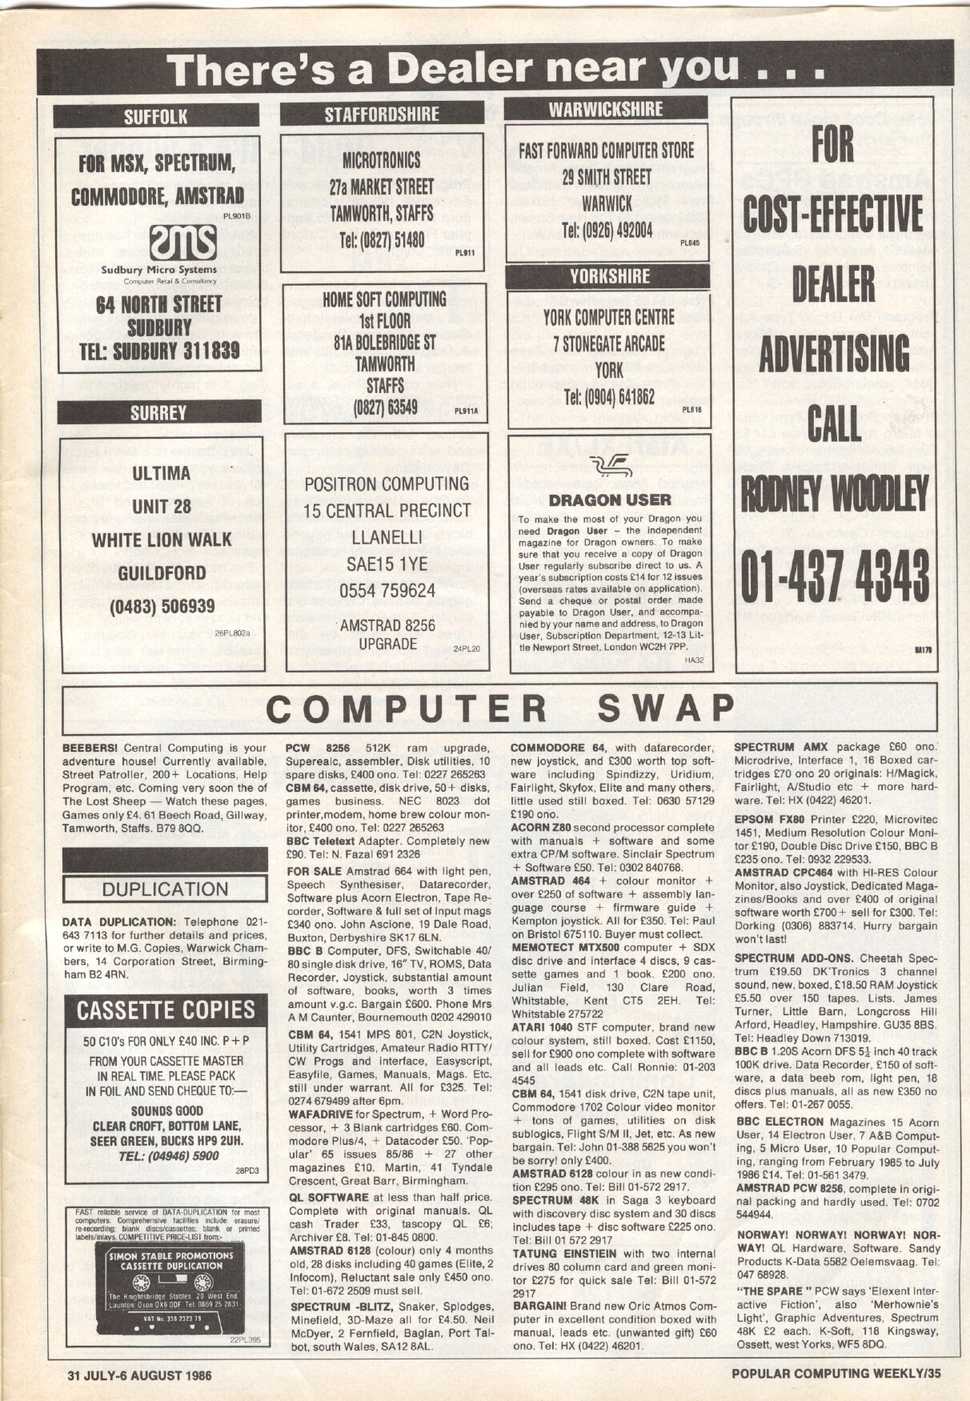 There's a Dealer near you . . .
SUFFOLK
FOR MSX, SPECTRUM,
COMMODORE, AMSTRAD
PL901B
sms
Sudbury Micro Systems
Computer Retail & Consultancy
64 NORTH STREET
SUDBURY
TEL: SUDBURY 311839
SURREY
ULTIMA
UNIT 28
WHITE LION WALK
GUILDFORD
(0483) 506939
26PL802a
STAFFORDSHIRE
MICROTRONICS
27a MARKET STREET
TAMWORTH, STAFFS
Tel: (0827) 51480
PL911
HOME SOFT COMPUTING
1st FLOOR
81A BOLEBRIDGE ST
TAMWORTH
STAFFS
(0827) 63549
PL911A
POSITRON COMPUTING
15 CENTRAL PRECINCT
LLANELLI
SAE15 1YE
0554 759624
AMSTRAD 8256
UPGRADE
24PL20
WARWICKSHIRE
FAST FORWARD COMPUTER STORE
29 SMITH STREET
WARWICK
Tel: (0926) 492004
PL845
YORKSHIRE
YORK COMPUTER CENTRE
7 STONEGATE ARCADE
YORK
Tel: (0904) 641862
PL616
DRAGON USER
To make the most of your Dragon you
need Dragon User – the independent
magazine for Dragon owners. To make
sure that you receive a copy of Dragon
User regularly subscribe direct to us. A
year's subscription costs £14 for 12 issues
(overseas rates available on application).
Send a cheque or postal order made
payable to Dragon User, and accompa-
nied by your name and address, to Dragon
User, Subscription Department, 12-13 Lit-
tle Newport Street, London WC2H 7PP.
HA32
FOR
COST-EFFECTIVE
DEALER
ADVERTISING
CALL
RODNEY WOODLEY
01-437 4343
HA170
COMPUTER SWAP
BEEBERS! Central Computing is your
adventure house! Currently available,
Street Patroller, 200+ Locations, Help
Program, etc. Coming very soon the of
The Lost Sheep — Watch these pages,
Games only £4. 61 Beech Road, Gillway,
Tamworth, Staffs. B79 8QQ.
DUPLICATION
DATA DUPLICATION: Telephone 021-
643 7113 for further details and prices,
or write to M.G. Copies, Warwick Cham-
bers, 14 Corporation Street, Birming-
ham B2 4RN.
CASSETTE COPIES
50 C10's FOR ONLY £40 INC. P + P
FROM YOUR CASSETTE MASTER
IN REAL TIME. PLEASE PACK
IN FOIL AND SEND CHEQUE TO:—
SOUNDS GOOD
CLEAR CROFT, BOTTOM LANE,
SEER GREEN, BUCKS HP9 2UH.
TEL: (04946) 5900
28PD3
FAST reliable service of DATA-DUPLICATION for most
computers. Comprehensive facilities include erasure/
re-recording; blank discs/cassettes; blank or printed
labels/inlays. COMPETITIVE PRICE-LIST from:-
SIMON STABLE PROMOTIONS
CASSETTE DUPLICATION
The Knightsbridge Stables 20 West End
Launton Oxon OX6 0DF Tel 0869 25 2831
VAT No. 338 2323 78
22PL395
PCW 8256 512K ram upgrade,
Supercalc, assembler, Disk utilities, 10
spare disks, £400 ono. Tel: 0227 265263
CBM 64, cassette, disk drive, 50+ disks,
games business. NEC 8023 dot
printer,modem, home brew colour mon-
itor, £400 ono. Tel: 0227 265263
BBC Teletext Adapter. Completely new
£90. Tel: N. Fazal 691 2326
FOR SALE Amstrad 664 with light pen,
Speech Synthesiser, Datarecorder,
Software plus Acorn Electron, Tape Re-
corder, Software & full set of Input mags
£340 ono. John Ascione, 19 Dale Road,
Buxton, Derbyshire SK17 6LN.
BBC B Computer, DFS, Switchable 40/
80 single disk drive, 16" TV, ROMS, Data
Recorder, Joystick, substantial amount
of software, books, worth 3 times
amount v.g.c. Bargain £600. Phone Mrs
A M Caunter, Bournemouth 0202 429010
CBM 64, 1541 MPS 801, C2N Joystick,
Utility Cartridges, Amateur Radio RTTY/
CW Progs and Interface, Easyscript,
Easyfile, Games, Manuals, Mags. Etc.
still under warrant. All for £325. Tel:
0274 679499 after 6pm.
WAFADRIVE for Spectrum, + Word Pro-
cessor, + 3 Blank cartridges £60. Com-
modore Plus/4, + Datacoder £50. 'Pop-
ular' 65 issues 85/86 + 27 other
magazines £10. Martin, 41 Tyndale
Crescent, Great Barr, Birmingham.
QL SOFTWARE at less than half price.
Complete with original manuals. QL
cash Trader £33, tascopy QL £6;
Archiver £8. Tel: 01-845 0800.
AMSTRAD 6128 (colour) only 4 months
old, 28 disks including 40 games (Elite, 2
Infocom), Reluctant sale only £450 ono.
Tel: 01-672 2509 must sell.
SPECTRUM -BLITZ, Snaker, Splodges,
Minefield, 3D-Maze all for £4.50. Neil
McDyer, 2 Fernfield, Baglan, Port Tal-
bot, south Wales, SA12 8AL.
COMMODORE 64, with datarecorder,
new joystick, and £300 worth top soft-
ware including Spindizzy, Uridium,
Fairlight, Skyfox, Elite and many others,
little used still boxed. Tel: 0630 57129
£190 ono.
ACORN Z80 second processor complete
with manuals + software and some
extra CP/M software. Sinclair Spectrum
+ Software £50. Tel: 0302 840768.
AMSTRAD 464 + colour monitor +
over £250 of software + assembly lan-
guage course + firmware guide +
Kempton joystick. All for £350. Tel: Paul
on Bristol 675110. Buyer must collect.
MEMOTECT MTX500 computer + SDX
disc drive and interface 4 discs, 9 cas-
sette games and 1 book. £200 ono.
Julian Field, 130 Clare Road,
Whitstable, Kent CT5 2EH. Tel:
Whitstable 275722
ATARI 1040 STF computer, brand new
colour system, still boxed. Cost £1150,
sell for £900 ono complete with software
and all leads etc. Call Ronnie: 01-203
4545
CBM 64, 1541 disk drive, C2N tape unit,
Commodore 1702 Colour video monitor
+ tons of games, utilities on disk
sublogics, Flight S/M II, Jet, etc. As new
bargain. Tel: John 01-388 5625 you won't
be sorry! only £400.
AMSTRAD 6128 colour in as new condi-
tion £295 ono. Tel: Bill 01-572 2917.
SPECTRUM 48K in Saga 3 keyboard
with discovery disc system and 30 discs
includes tape + disc software £225 ono.
Tel: Bill 01 572 2917
TATUNG EINSTIEIN with two internal
drives 80 column card and green moni-
tor £275 for quick sale Tel: Bill 01-572
2917
BARGAIN! Brand new Oric Atmos Com-
puter in excellent condition boxed with
manual, leads etc. (unwanted gift) £60
ono. Tel: HX (0422) 46201.
SPECTRUM AMX package £60 ono.
Microdrive, Interface 1, 16 Boxed car-
tridges £70 ono 20 originals: H/Magick,
Fairlight, A/Studio etc + more hard-
ware. Tel: HX (0422) 46201.
EPSOM FX80 Printer £220, Microvitec
1451, Medium Resolution Colour Moni-
tor £190, Double Disc Drive £150, BBC B
£235 ono. Tel: 0932 229533.
AMSTRAD CPC464 with HI-RES Colour
Monitor, also Joystick, Dedicated Maga-
zines/Books and over £400 of original
software worth £700+ sell for £300. Tel:
Dorking (0306) 883714. Hurry bargain
won't last!
SPECTRUM ADD-ONS. Cheetah Spec-
trum £19.50 DK'Tronics 3 channel
sound, new, boxed, £18.50 RAM Joystick
£5.50 over 150 tapes. Lists. James
Turner, Little Barn, Longcross Hill
Arford, Headley, Hampshire. GU35 8BS.
Tel: Headley Down 713019.
BBC B 1.20S Acorn DFS 5¼ inch 40 track
100K drive. Data Recorder, £150 of soft-
ware, a data beeb rom, light pen, 18
discs plus manuals, all as new £350 no
offers. Tel: 01-267 0055.
BBC ELECTRON Magazines 15 Acorn
User, 14 Electron User, 7 A&B Comput-
ing, 5 Micro User, 10 Popular Comput-
ing, ranging from February 1985 to July
1986 £14. Tel: 01-561 3479.
AMSTRAD PCW 8256, complete in origi-
nal packing and hardly used. Tel: 0702
544944.
NORWAY! NORWAY! NORWAY! NOR-
WAY! QL Hardware, Software. Sandy
Products K-Data 5582 Oelemsvaag. Tel:
047 68928.
"THE SPARE " PCW says 'Elexent Inter-
active Fiction', also 'Merhownie's
Light', Graphic Adventures, Spectrum
48K £2 each. K-Soft, 118 Kingsway,
Ossett, west Yorks, WF5 8DQ.
31 JULY-6 AUGUST 1986
POPULAR COMPUTING WEEKLY/35